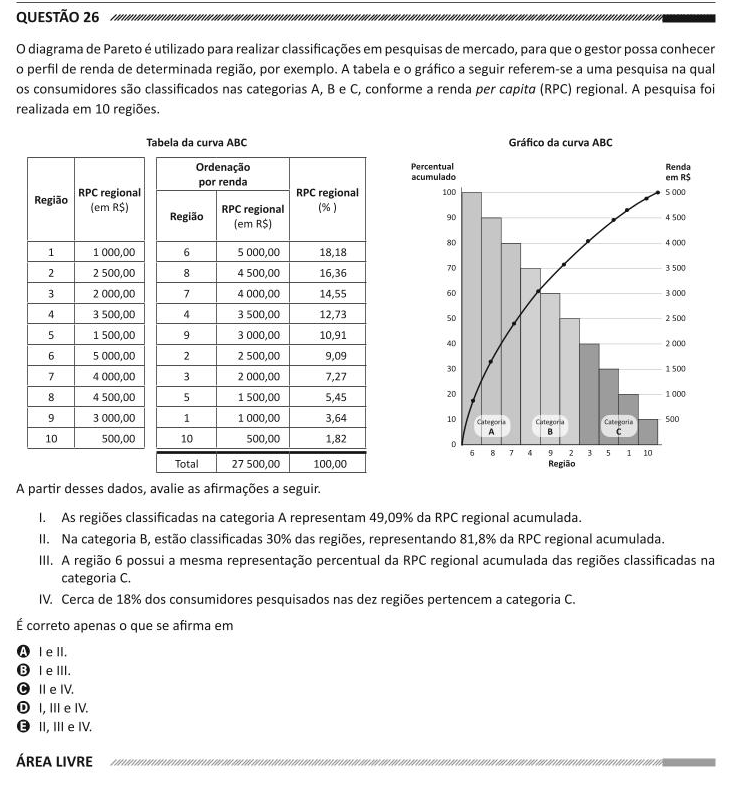 QUESTÃO 26
O diagrama de Pareto é utilizado para realizar classificações em pesquisas de mercado, para que o gestor possa conhecer
o perfil de renda de determinada região, por exemplo. A tabela e o gráfico a seguir referem-se a uma pesquisa na qual
os consumidores são classificados nas categorias A, B e C, conforme a renda per capita (RPC) regional. A pesquisa foi
realizada em 10 regiões.
Tabela da curva ABC
Região RPC regional (em R$)
1 1 000,00
2 2 500,00
3 2 000,00
4 3 500,00
5 1 500,00
6 5 000,00
7 4 000,00
8 4 500,00
9 3 000,00
10 500,00
Ordenação
por renda
Região RPC regional (em R$) RPC regional (% )
6 5 000,00 18,18
8 4 500,00 16,36
7 4 000,00 14,55
4 3 500,00 12,73
9 3 000,00 10,91
2 2 500,00 9,09
3 2 000,00 7,27
5 1 500,00 5,45
1 1 000,00 3,64
10 500,00 1,82
Total 27 500,00 100,00
Gráfico da curva ABC
Percentual
acumulado
Renda
em R$
100 5 000
90 4 500
80 4 000
70 3 500
60 3 000
50 2 500
40 2 000
30 1 500
20 1 000
10 500
0
Categoria A
Categoria B
Categoria C
6 8 7 4 9 2 3 5 1 10
Região
A partir desses dados, avalie as afirmações a seguir.
I. As regiões classificadas na categoria A representam 49,09% da RPC regional acumulada.
II. Na categoria B, estão classificadas 30% das regiões, representando 81,8% da RPC regional acumulada.
III. A região 6 possui a mesma representação percentual da RPC regional acumulada das regiões classificadas na
categoria C.
IV. Cerca de 18% dos consumidores pesquisados nas dez regiões pertencem a categoria C.
É correto apenas o que se afirma em
A I e II.
B I e III.
C II e IV.
D I, III e IV.
E II, III e IV.
ÁREA LIVRE